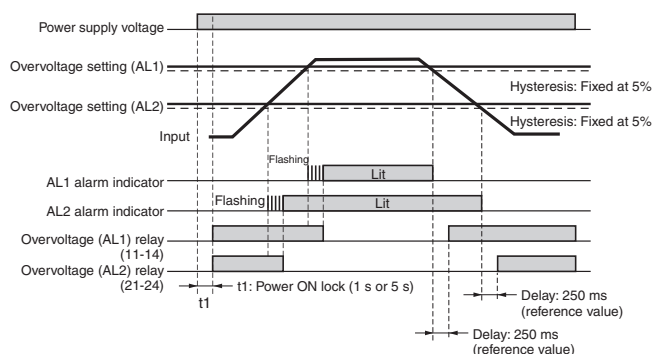 Power supply voltage
Overvoltage setting (AL1)
Hysteresis: Fixed at 5%
Overvoltage setting (AL2)
Hysteresis: Fixed at 5%
Input
Flashing
Lit
AL1 alarm indicator
Flashing
Lit
AL2 alarm indicator
Overvoltage (AL1) relay
(11-14)
Overvoltage (AL2) relay
(21-24)
t1: Power ON lock (1 s or 5 s)
t1
Delay: 250 ms
(reference value)
Delay: 250 ms
(reference value)